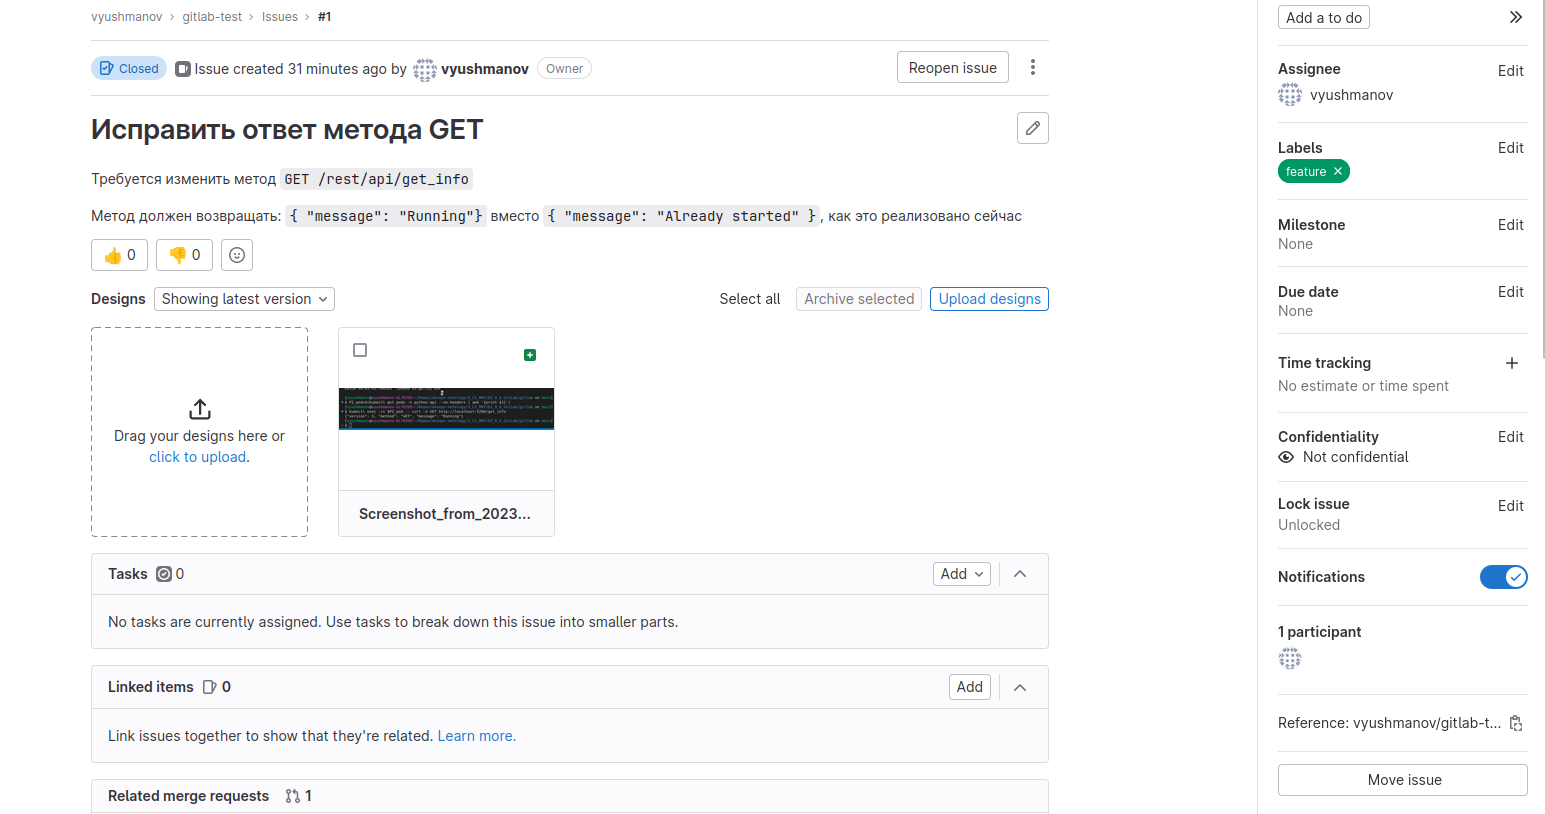 vyushmanov › gitlab-test › Issues › #1
Closed Issue created 31 minutes ago by vyushmanov Owner
Reopen issue
Исправить ответ метода GET
Требуется изменить метод GET /rest/api/get_info
Метод должен возвращать: { "message": "Running"} вместо { "message": "Already started" }, как это реализовано сейчас
👍 0 👎 0
Designs Showing latest version Select all Archive selected Upload designs
Drag your designs here or
click to upload.
Screenshot_from_2023...
Tasks 0 Add
No tasks are currently assigned. Use tasks to break down this issue into smaller parts.
Linked items 0 Add
Link issues together to show that they're related. Learn more.
Related merge requests 1
Add a to do
Assignee Edit
vyushmanov
Labels Edit
feature ×
Milestone Edit
None
Due date Edit
None
Time tracking +
No estimate or time spent
Confidentiality Edit
Not confidential
Lock issue Edit
Unlocked
Notifications
1 participant
Reference: vyushmanov/gitlab-t...
Move issue